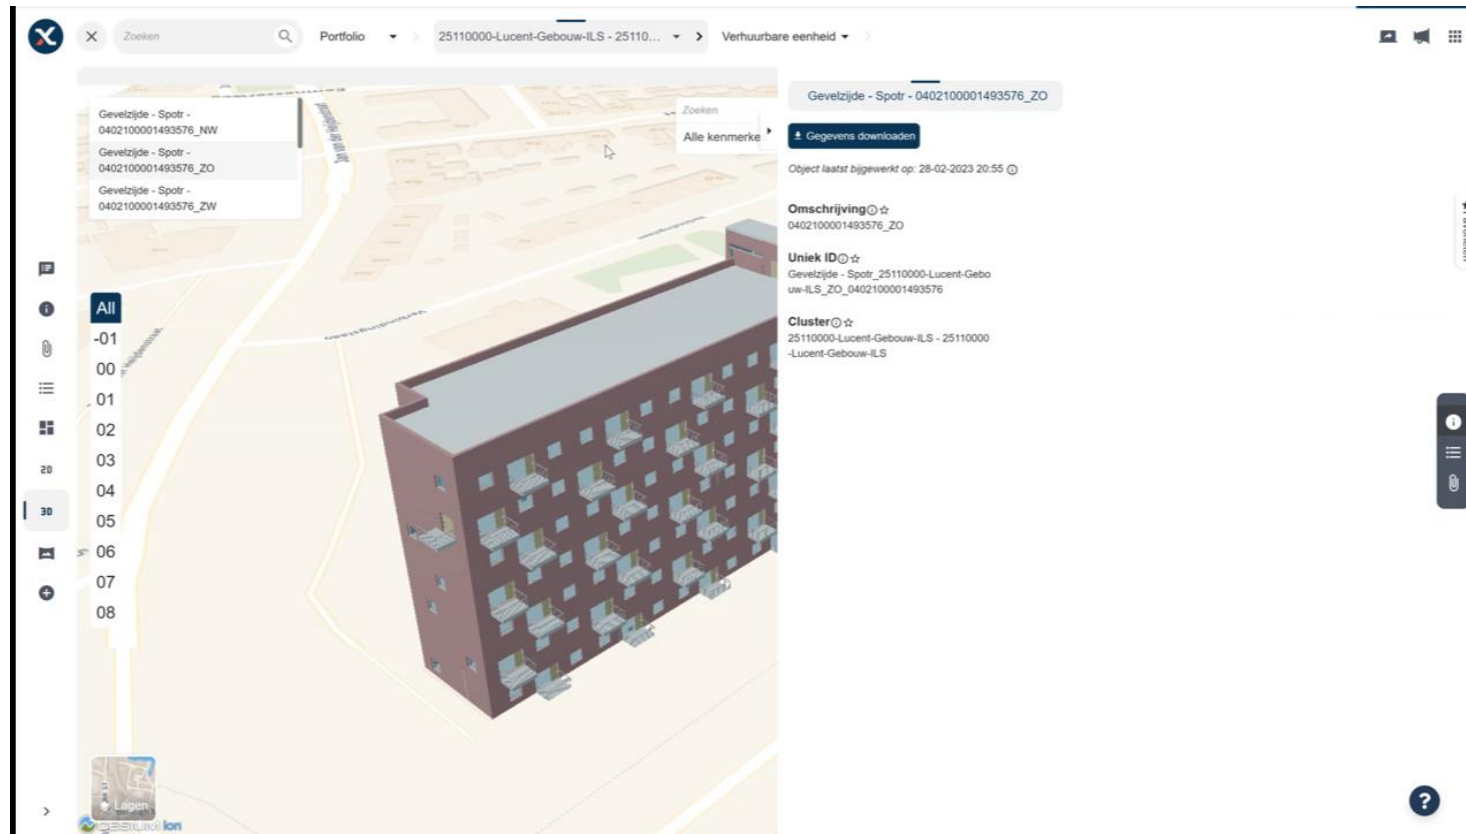 Zoeken
Portfolio
25110000-Lucent-Gebouw-ILS - 25110...
Verhuurbare eenheid
Gevelzijde - Spotr -
0402100001493576_NW
Gevelzijde - Spotr -
0402100001493576_ZO
Gevelzijde - Spotr -
0402100001493576_ZW
Zoeken
Alle kenmerke
All
-01
00
01
02
03
04
05
06
07
08
2D
3D
Verbindingslaan
Lagen
CESIUM ion
Gevelzijde - Spotr - 0402100001493576_ZO
Gegevens downloaden
Object laatst bijgewerkt op: 28-02-2023 20:55
Omschrijving
0402100001493576_ZO
Uniek ID
Gevelzijde - Spotr_25110000-Lucent-Gebo
uw-ILS_ZO_0402100001493576
Cluster
25110000-Lucent-Gebouw-ILS - 25110000
-Lucent-Gebouw-ILS
?